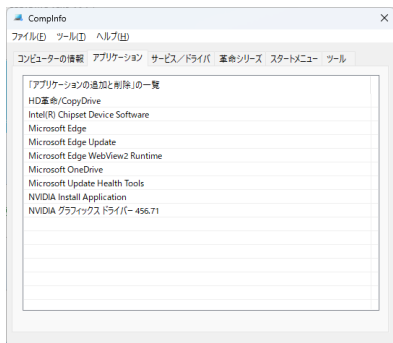 CompInfo
ファイル(F) ツール(T) ヘルプ(H)
コンピューターの情報 アプリケーション サービス／ドライバ 革命シリーズ スタートメニュー ツール
「アプリケーションの追加と削除」の一覧
HD革命/CopyDrive
Intel(R) Chipset Device Software
Microsoft Edge
Microsoft Edge Update
Microsoft Edge WebView2 Runtime
Microsoft OneDrive
Microsoft Update Health Tools
NVIDIA Install Application
NVIDIA グラフィックス ドライバー 456.71